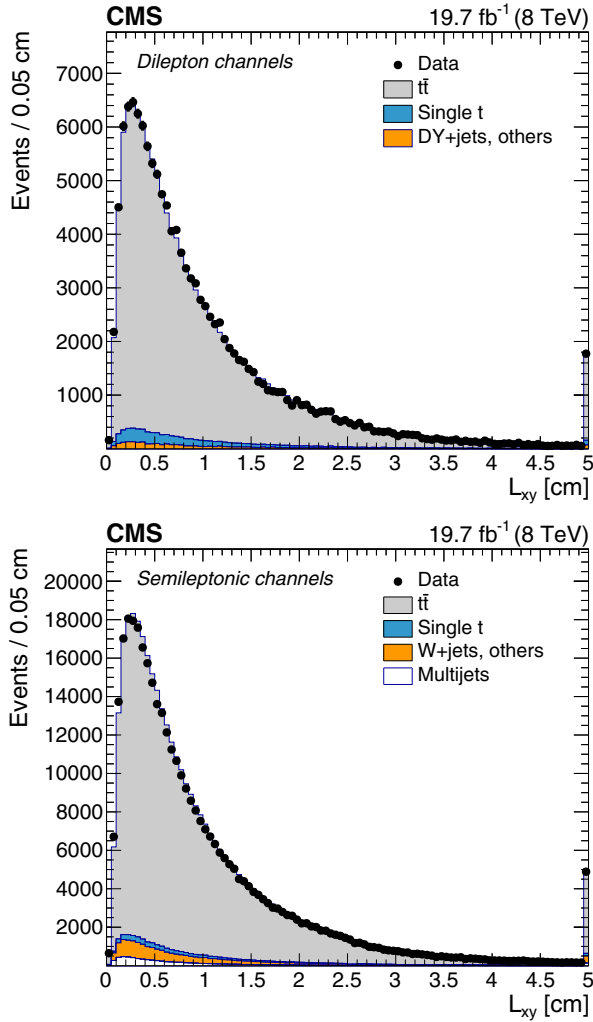 CMS 19.7 fb⁻¹ (8 TeV)
Dilepton channels
Data
tt̄
Single t
DY+jets, others
Events / 0.05 cm
7000
6000
5000
4000
3000
2000
1000
0 0.5 1 1.5 2 2.5 3 3.5 4 4.5 5
L_xy [cm]
CMS 19.7 fb⁻¹ (8 TeV)
Semileptonic channels
Data
tt̄
Single t
W+jets, others
Multijets
Events / 0.05 cm
20000
18000
16000
14000
12000
10000
8000
6000
4000
2000
0 0.5 1 1.5 2 2.5 3 3.5 4 4.5 5
L_xy [cm]